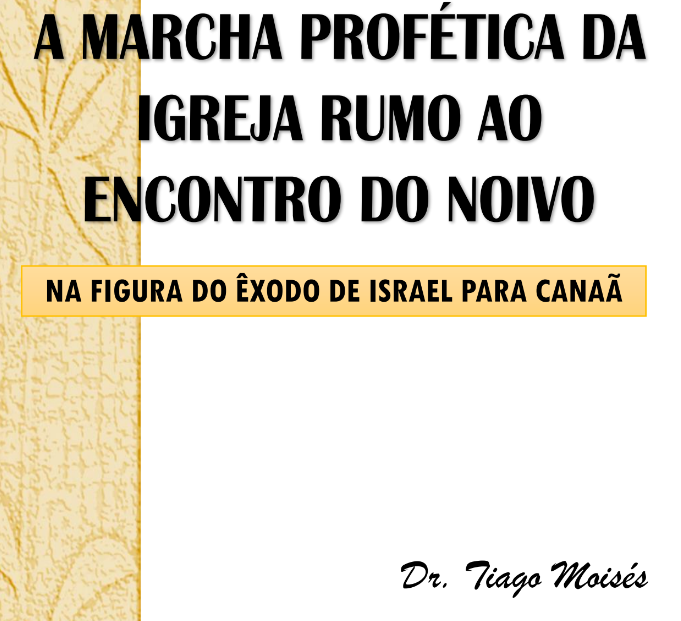 A MARCHA PROFÉTICA DA
IGREJA RUMO AO
ENCONTRO DO NOIVO
NA FIGURA DO ÊXODO DE ISRAEL PARA CANAÃ
Dr. Tiago Moisés